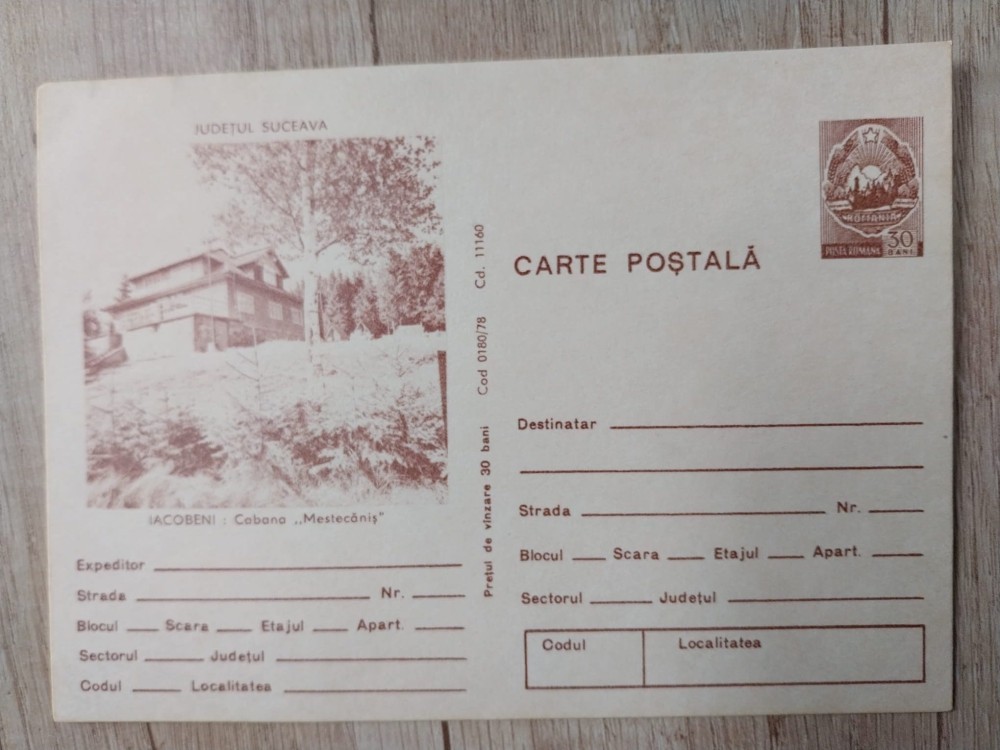 JUDEȚUL SUCEAVA
IACOBENI : Cabana ,,Mestecăniș"
Expeditor
Strada Nr.
Blocul Scara Etajul Apart.
Sectorul Județul
Codul Localitatea
Prețul de vînzare 30 bani Cod 0180/78 Cd. 11160
ROMANIA
POSTA ROMANA 30 BANI
CARTE POȘTALĂ
Destinatar
Strada Nr.
Blocul Scara Etajul Apart.
Sectorul Județul
Codul Localitatea